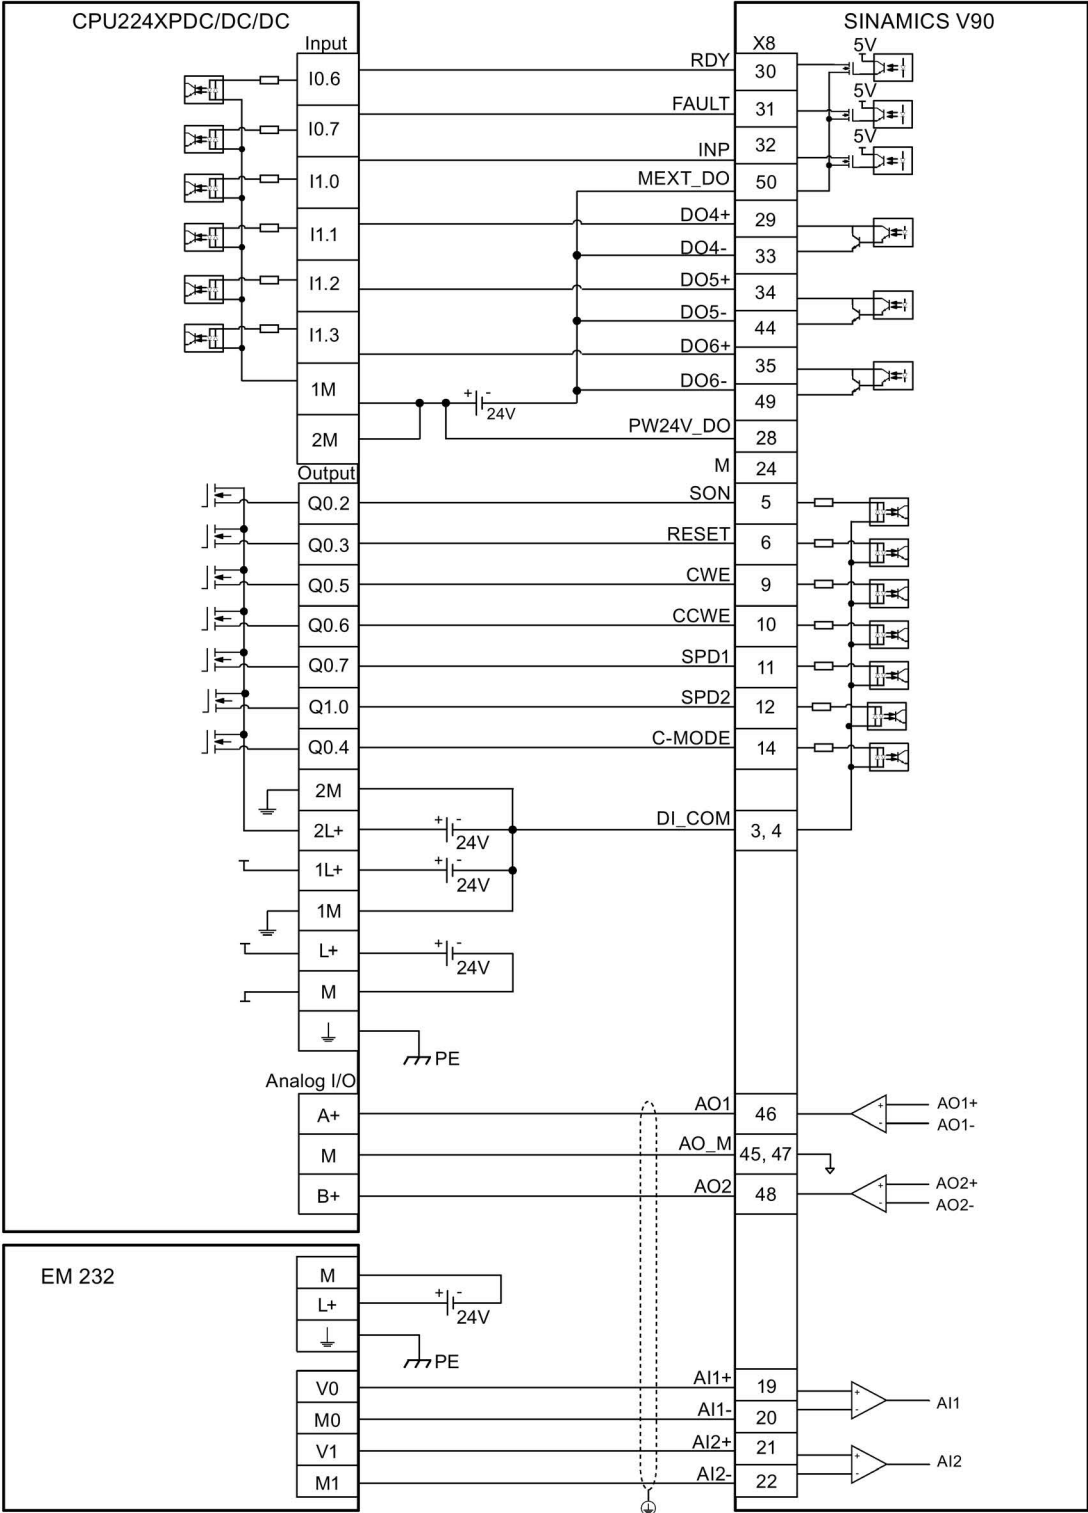 CPU224XPDC/DC/DC
SINAMICS V90
Input
X8
I0.6
RDY
30
5V
I0.7
FAULT
31
5V
I1.0
INP
32
5V
MEXT_DO
50
I1.1
DO4+
29
DO4-
33
I1.2
DO5+
34
DO5-
44
I1.3
DO6+
35
DO6-
49
1M
+ -
24V
2M
PW24V_DO
28
M
24
Output
Q0.2
SON
5
Q0.3
RESET
6
Q0.5
CWE
9
Q0.6
CCWE
10
Q0.7
SPD1
11
Q1.0
SPD2
12
Q0.4
C-MODE
14
2M
2L+
+ -
24V
DI_COM
3, 4
1L+
+ -
24V
1M
L+
+ -
24V
M
PE
Analog I/O
A+
AO1
46
+
-
AO1+
AO1-
M
AO_M
45, 47
B+
AO2
48
+
-
AO2+
AO2-
EM 232
M
L+
+ -
24V
PE
V0
AI1+
19
+
-
AI1
M0
AI1-
20
V1
AI2+
21
+
-
AI2
M1
AI2-
22